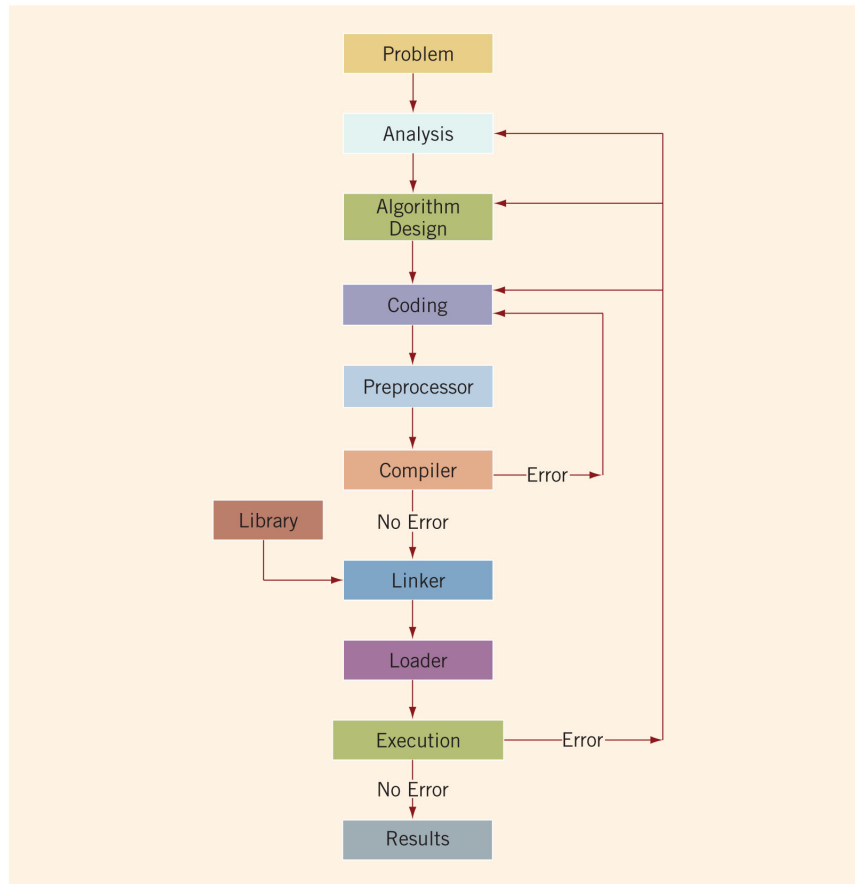 Problem
Analysis
Algorithm
Design
Coding
Preprocessor
Compiler
Error
No Error
Library
Linker
Loader
Execution
Error
No Error
Results